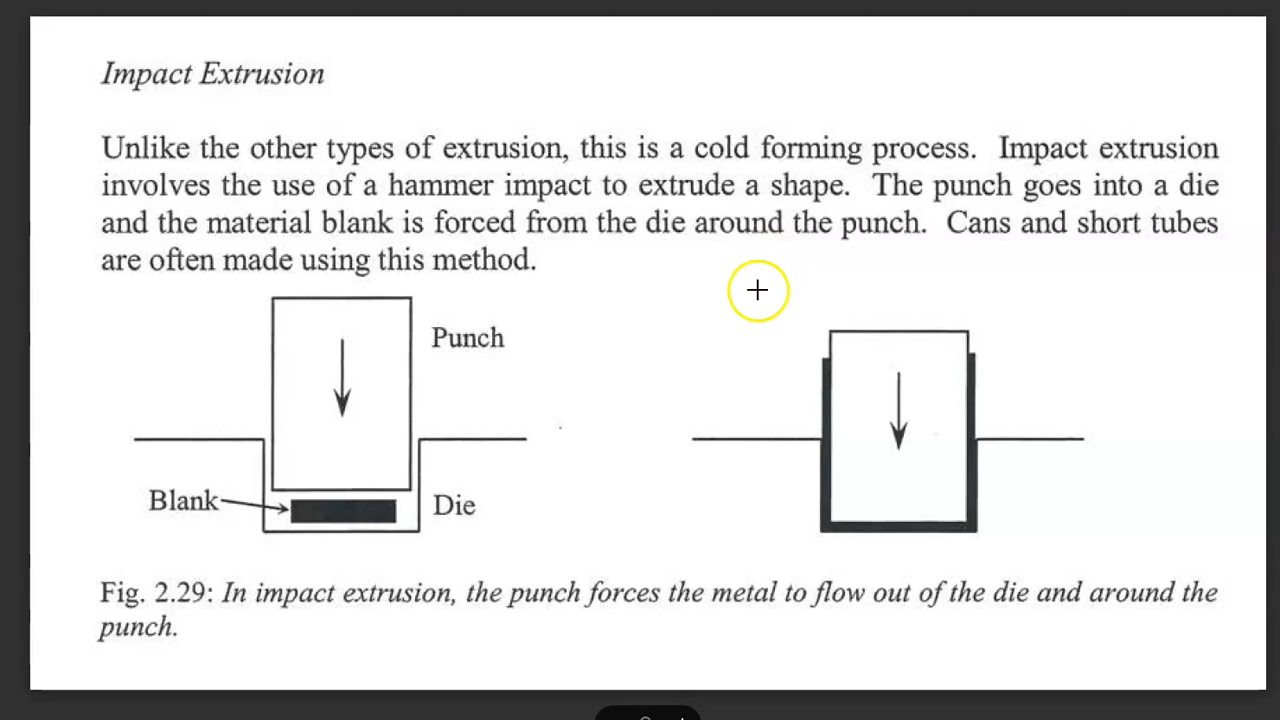 Impact Extrusion
Unlike the other types of extrusion, this is a cold forming process. Impact extrusion
involves the use of a hammer impact to extrude a shape. The punch goes into a die
and the material blank is forced from the die around the punch. Cans and short tubes
are often made using this method.
Punch
Blank
Die
Fig. 2.29: In impact extrusion, the punch forces the metal to flow out of the die and around the
punch.